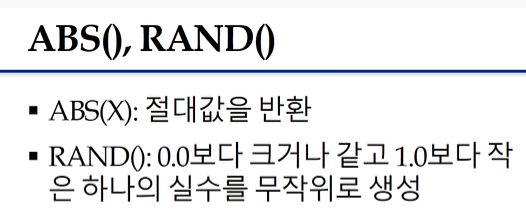 ABS(), RAND()
▪ ABS(X): 절대값을 반환
▪ RAND(): 0.0보다 크거나 같고 1.0보다 작
은 하나의 실수를 무작위로 생성